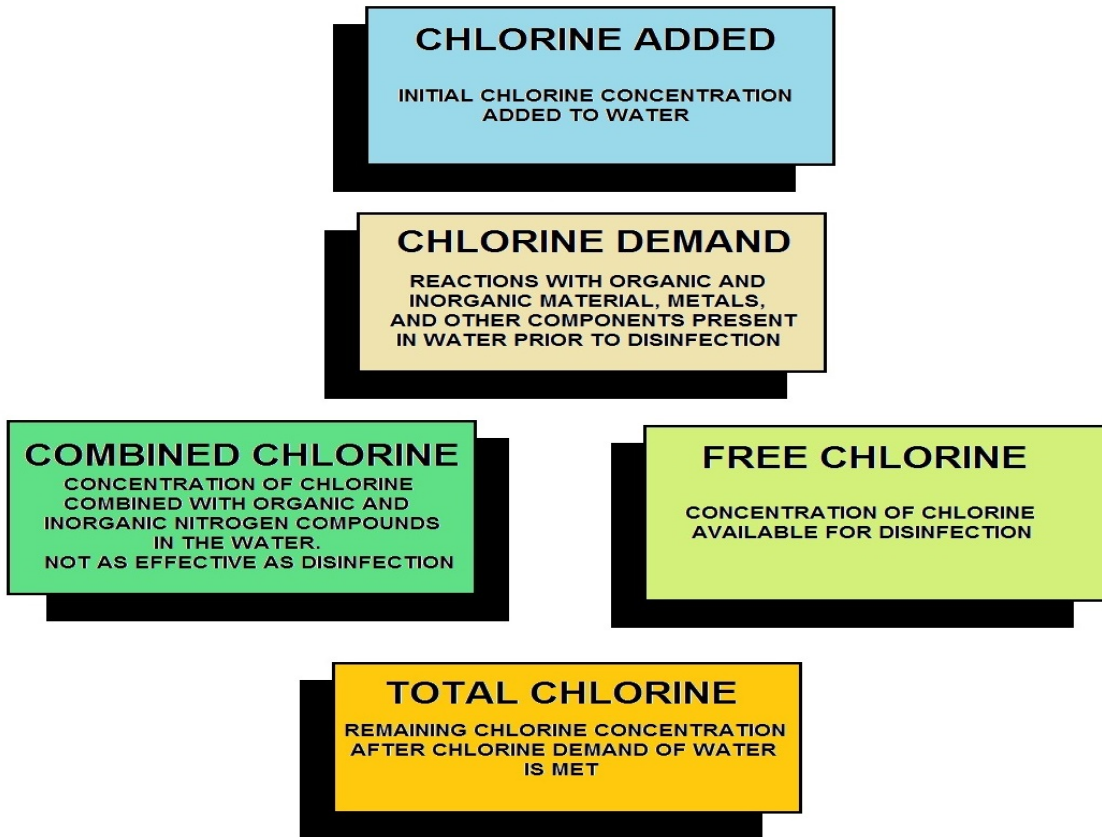 CHLORINE ADDED
INITIAL CHLORINE CONCENTRATION
ADDED TO WATER
CHLORINE DEMAND
REACTIONS WITH ORGANIC AND
INORGANIC MATERIAL, METALS,
AND OTHER COMPONENTS PRESENT
IN WATER PRIOR TO DISINFECTION
COMBINED CHLORINE
CONCENTRATION OF CHLORINE
COMBINED WITH ORGANIC AND
INORGANIC NITROGEN COMPOUNDS
IN THE WATER.
NOT AS EFFECTIVE AS DISINFECTION
FREE CHLORINE
CONCENTRATION OF CHLORINE
AVAILABLE FOR DISINFECTION
TOTAL CHLORINE
REMAINING CHLORINE CONCENTRATION
AFTER CHLORINE DEMAND OF WATER
IS MET